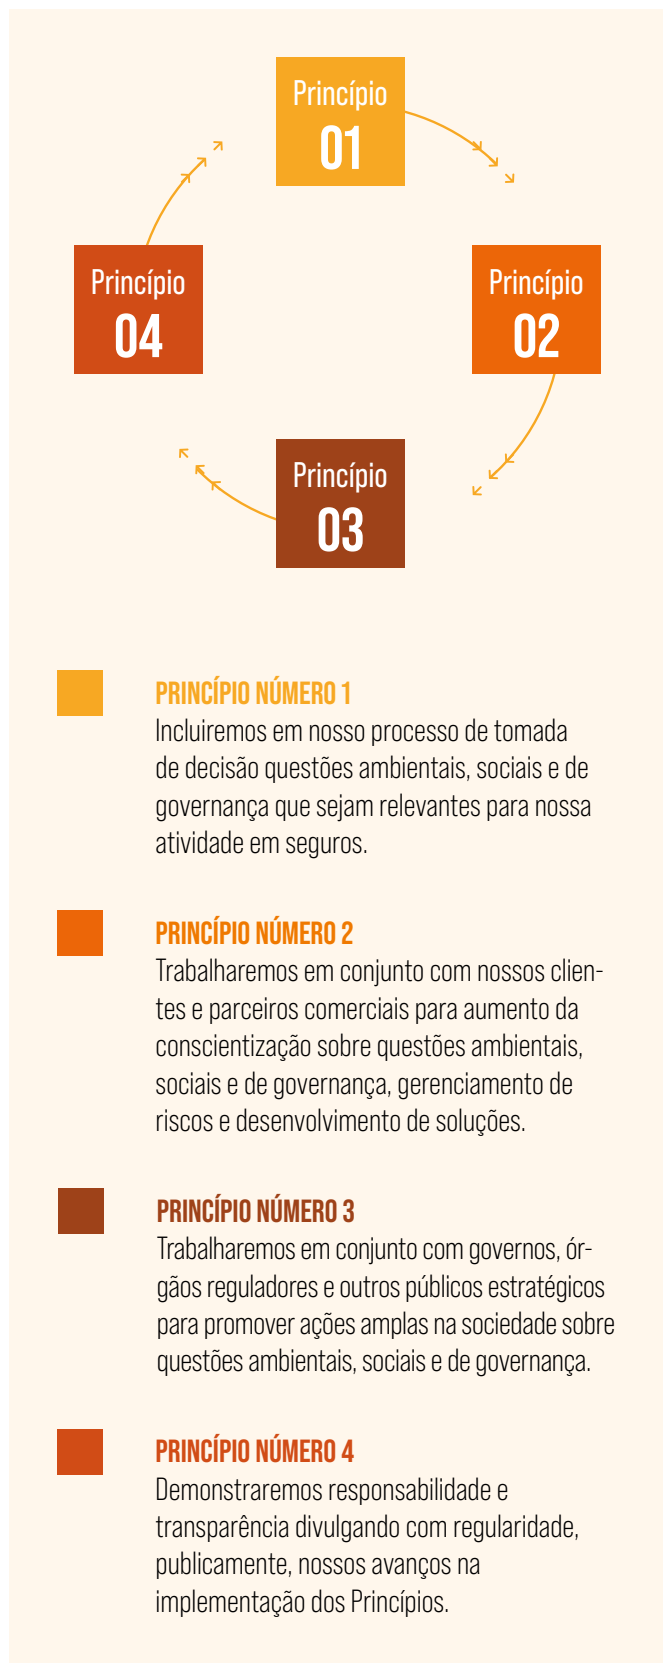 Princípio
01
Princípio
04
Princípio
02
Princípio
03
PRINCÍPIO NÚMERO 1
Incluiremos em nosso processo de tomada
de decisão questões ambientais, sociais e de
governança que sejam relevantes para nossa
atividade em seguros.
PRINCÍPIO NÚMERO 2
Trabalharemos em conjunto com nossos clien-
tes e parceiros comerciais para aumento da
conscientização sobre questões ambientais,
sociais e de governança, gerenciamento de
riscos e desenvolvimento de soluções.
PRINCÍPIO NÚMERO 3
Trabalharemos em conjunto com governos, ór-
gãos reguladores e outros públicos estratégicos
para promover ações amplas na sociedade sobre
questões ambientais, sociais e de governança.
PRINCÍPIO NÚMERO 4
Demonstraremos responsabilidade e
transparência divulgando com regularidade,
publicamente, nossos avanços na
implementação dos Princípios.